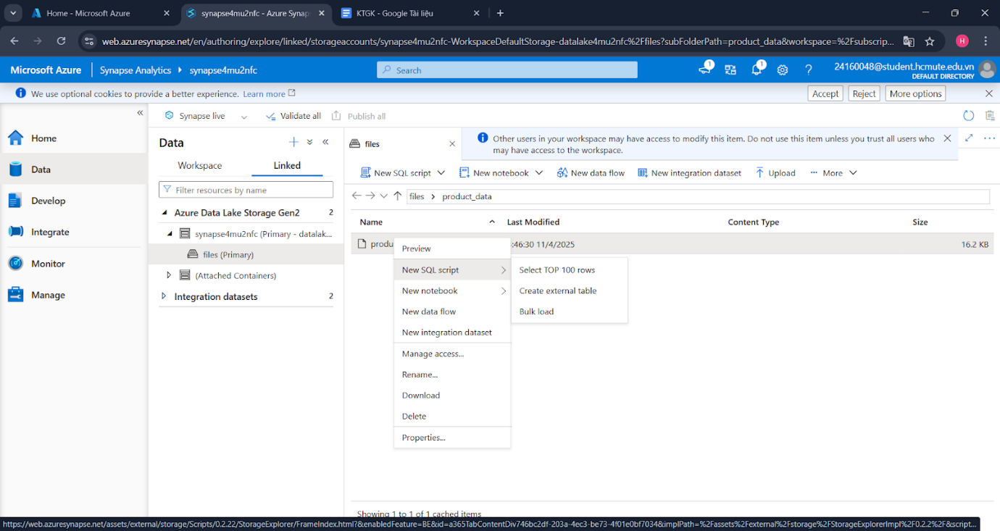 Home - Microsoft Azure
synapse4mu2nfc - Azure Synap
KTGK - Google Tài liệu
web.azuresynapse.net/en/authoring/explore/linked/storageaccounts/synapse4mu2nfc-WorkspaceDefaultStorage-datalake4mu2nfc%2Ffiles?subFolderPath=product_data&workspace=%2Fsubscrip...
H
Microsoft Azure
Synapse Analytics
synapse4mu2nfc
Search
1
1
24160048@student.hcmute.edu.vn
DEFAULT DIRECTORY
We use optional cookies to provide a better experience. Learn more
Accept
Reject
More options
Home
Data
Develop
Integrate
Monitor
Manage
Synapse live
Validate all
Publish all
Data
Workspace
Linked
Filter resources by name
Azure Data Lake Storage Gen2 2
synapse4mu2nfc (Primary - datalak...
files (Primary)
(Attached Containers)
Integration datasets 2
files
Other users in your workspace may have access to modify this item. Do not use this item unless you trust all users who
may have access to the workspace.
New SQL script
New notebook
New data flow
New integration dataset
Upload
More
files
product_data
Name
Last Modified
Content Type
Size
produ
:46:30 11/4/2025
16.2 KB
Preview
New SQL script
New notebook
New data flow
New integration dataset
Manage access...
Rename...
Download
Delete
Properties...
Select TOP 100 rows
Create external table
Bulk load
Showing 1 to 1 of 1 cached items
https://web.azuresynapse.net/assets/external/storage/Scripts/0.2.22/StorageExplorer/FrameIndex.html?&enabledFeature=BE&id=a365TabContentDiv746bc2df-203a-4ec3-be73-4f01e0bf7034&implPath=%2Fassets%2Fexternal%2Fstorage%2FStorageExplorerImpl%2F0.2.2%2F&script...